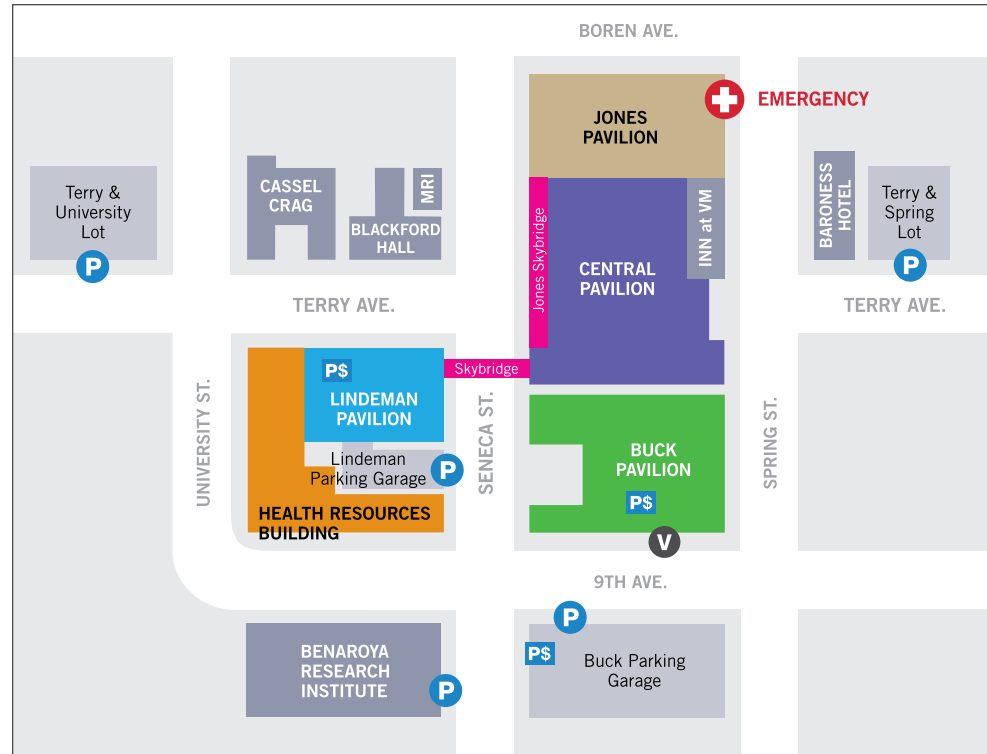 BOREN AVE.
EMERGENCY
JONES
PAVILION
Terry &
University
Lot
P
CASSEL
CRAG
MRI
BLACKFORD
HALL
Jones Skybridge
CENTRAL
PAVILION
INN at VM
BARONESS
HOTEL
Terry &
Spring
Lot
P
TERRY AVE.
TERRY AVE.
UNIVERSITY ST.
P$
LINDEMAN
PAVILION
Skybridge
Lindeman
Parking Garage
P
HEALTH RESOURCES
BUILDING
SENECA ST.
BUCK
PAVILION
P$
V
SPRING ST.
9TH AVE.
BENAROYA
RESEARCH
INSTITUTE
P
P
P$
Buck Parking
Garage